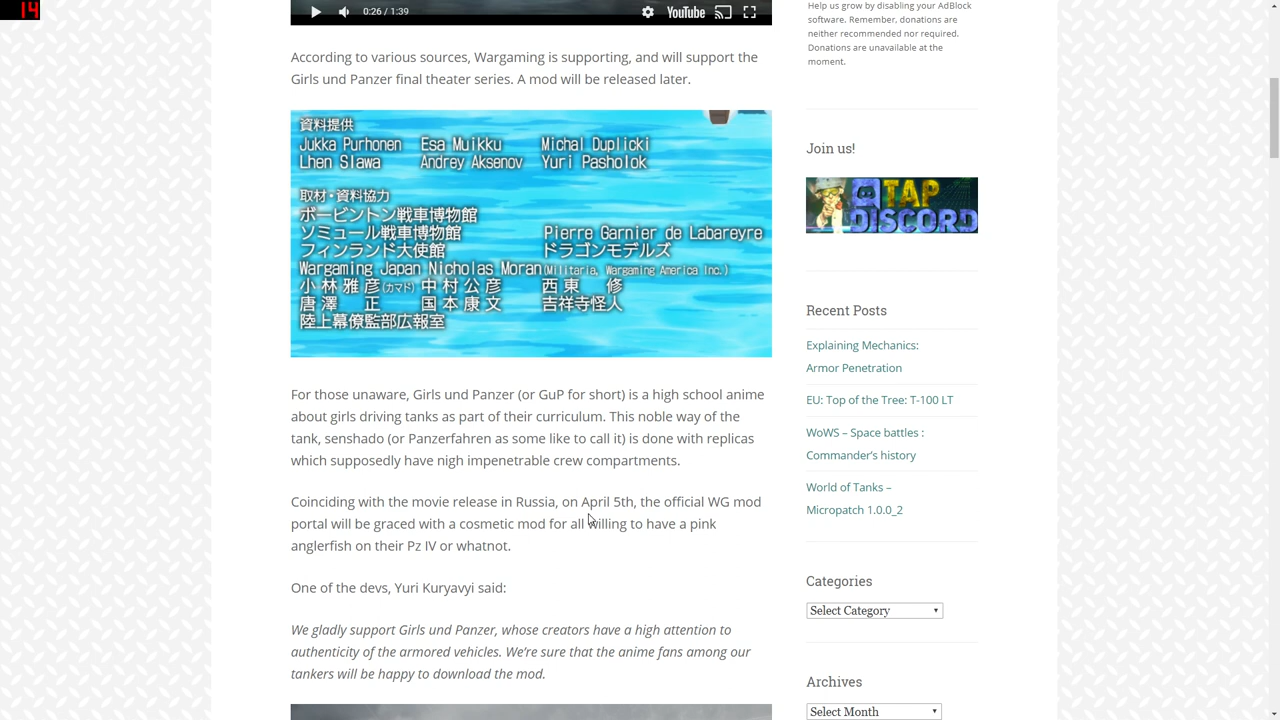 14
0:26 / 1:39
YouTube
According to various sources, Wargaming is supporting, and will support the
Girls und Panzer final theater series. A mod will be released later.
資料提供
Jukka Purhonen Esa Muikku Michal Duplicki
Lhen Slawa Andrey Aksenov Yuri Pasholok
取材・資料協力
ボービントン戦車博物館
ソミュール戦車博物館 Pierre Garnier de Labareyre
フィンランド大使館 ドラゴンモデルズ
Wargaming Japan Nicholas Moran(Militaria, Wargaming America inc.)
小林雅彦(カマド) 中村公彦 西東 修
唐澤 正 国本康文 吉祥寺怪人
陸上幕僚監部広報室
For those unaware, Girls und Panzer (or GuP for short) is a high school anime
about girls driving tanks as part of their curriculum. This noble way of the
tank, senshado (or Panzerfahren as some like to call it) is done with replicas
which supposedly have nigh impenetrable crew compartments.
Coinciding with the movie release in Russia, on April 5th, the official WG mod
portal will be graced with a cosmetic mod for all willing to have a pink
anglerfish on their Pz IV or whatnot.
One of the devs, Yuri Kuryavyi said:
We gladly support Girls und Panzer, whose creators have a high attention to
authenticity of the armored vehicles. We're sure that the anime fans among our
tankers will be happy to download the mod.
Help us grow by disabling your AdBlock
software. Remember, donations are
neither recommended nor required.
Donations are unavailable at the
moment.
Join us!
TAP
DISCORD
Recent Posts
Explaining Mechanics:
Armor Penetration
EU: Top of the Tree: T-100 LT
WoWS – Space battles :
Commander's history
World of Tanks –
Micropatch 1.0.0_2
Categories
Select Category
Archives
Select Month